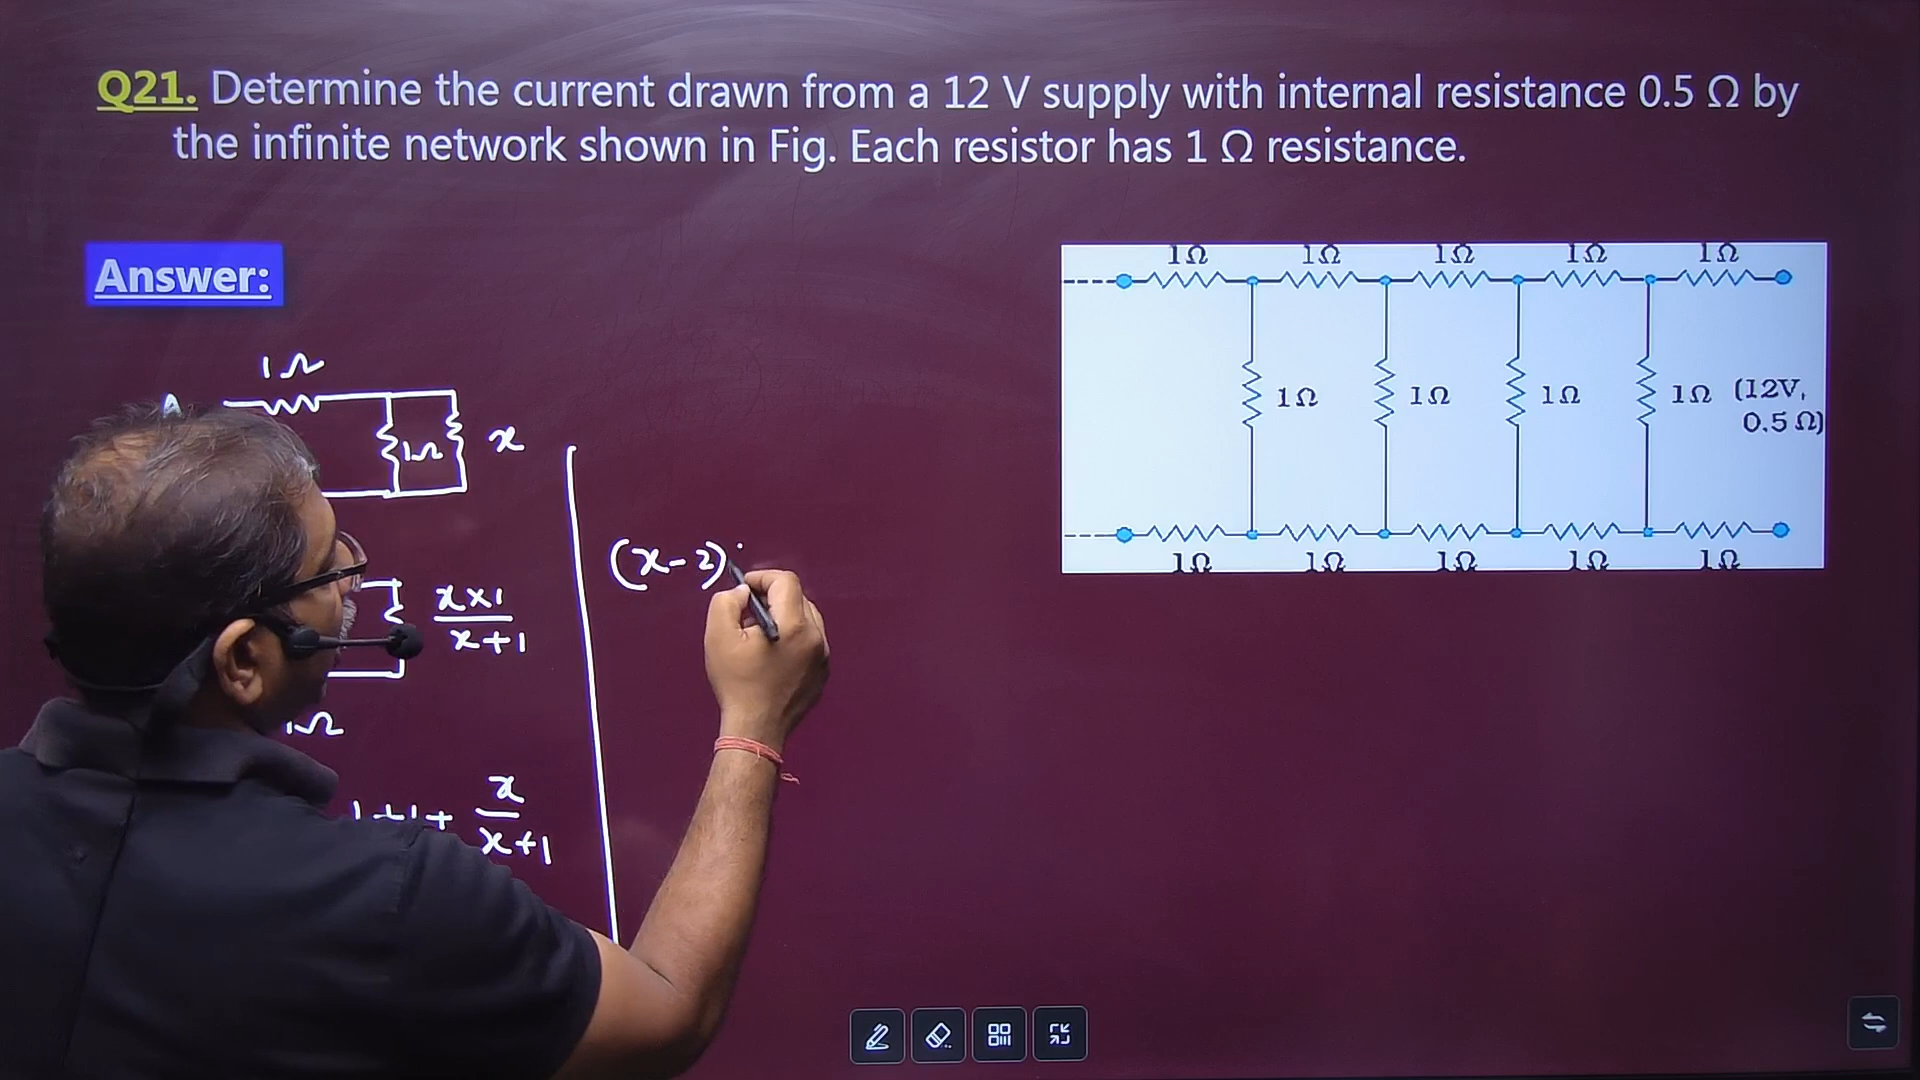 Q21. Determine the current drawn from a 12 V supply with internal resistance 0.5 Ω by
the infinite network shown in Fig. Each resistor has 1 Ω resistance.
Answer:
1Ω
A
1Ω x
x×1
x+1
1Ω
1+1+ x
x+1
(x-2)
1Ω 1Ω 1Ω 1Ω 1Ω
1Ω 1Ω 1Ω 1Ω (12V,
0.5 Ω)
1Ω 1Ω 1Ω 1Ω 1Ω